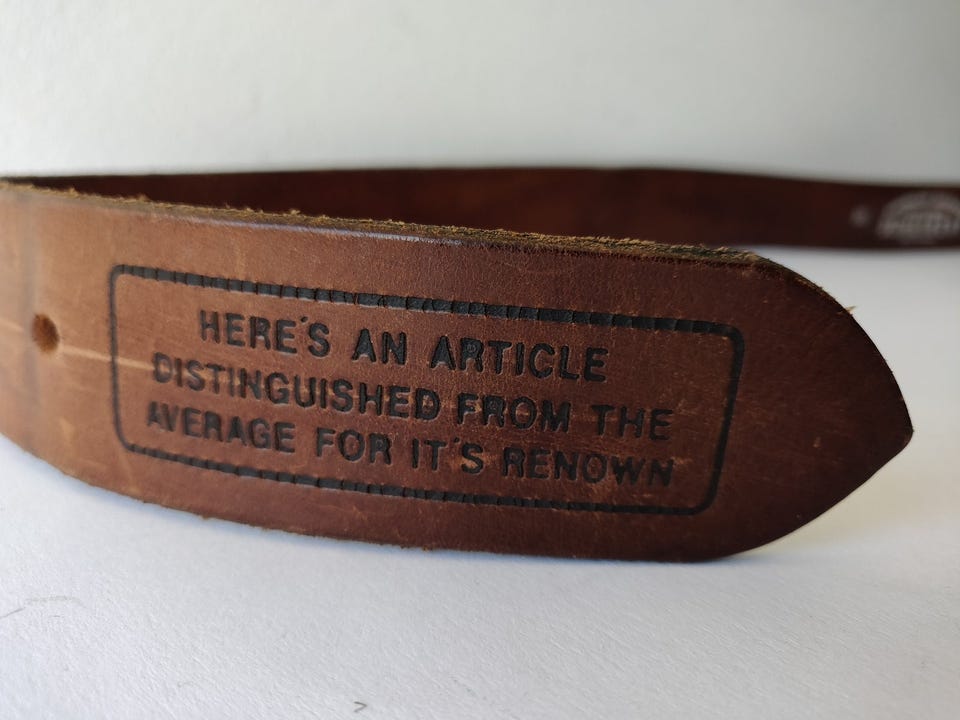 HERE'S AN ARTICLE
DISTINGUISHED FROM THE
AVERAGE FOR IT'S RENOWN